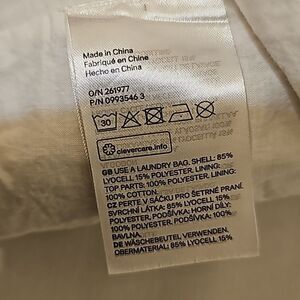 Made in China
Fabriqué en Chine
Hecho en China
O/N 261977
P/N 0993546 3
30
clevercare.info
GB USE A LAUNDRY BAG. SHELL: 85%
LYOCELL 15% POLYESTER. LINING:
TOP PARTS: 100% POLYESTER. LINING:
100% COTTON.
CZ PERTE V SÁČKU PRO ŠETRNÉ PRANÍ.
SVRCHNÍ LÁTKA: 85% LYOCELL 15%
POLYESTER, PODŠÍVKA: HORNÍ DÍLY:
100% POLYESTER, PODŠÍVKA: 100%
BAVLNA.
DE WÄSCHEBEUTEL VERWENDEN.
OBERMATERIAL: 85% LYOCELL 15%